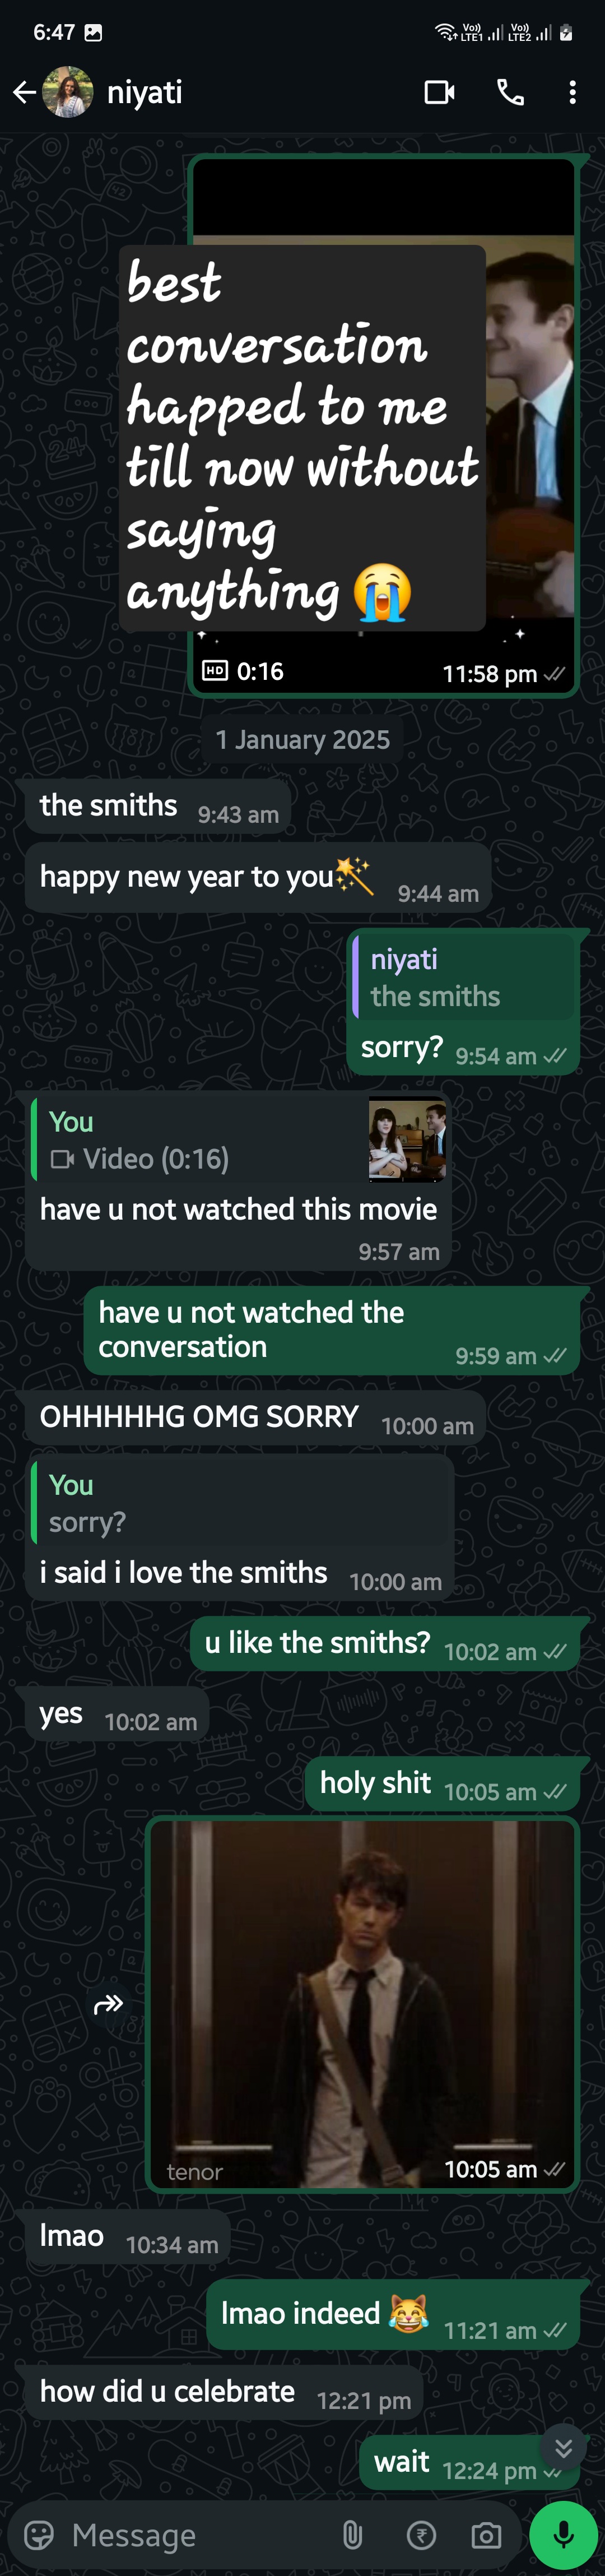 6:47 Vo)) LTE1 Vo)) LTE2
niyati
best
conversation
happed to me
till now without
saying
anything 😭
HD 0:16 11:58 pm
1 January 2025
the smiths 9:43 am
happy new year to you 9:44 am
niyati
the smiths
sorry? 9:54 am
You
Video (0:16)
have u not watched this movie
9:57 am
have u not watched the
conversation 9:59 am
OHHHHHG OMG SORRY 10:00 am
You
sorry?
i said i love the smiths 10:00 am
u like the smiths? 10:02 am
yes 10:02 am
holy shit 10:05 am
tenor 10:05 am
lmao 10:34 am
lmao indeed 😹 11:21 am
how did u celebrate 12:21 pm
wait 12:24 pm
Message